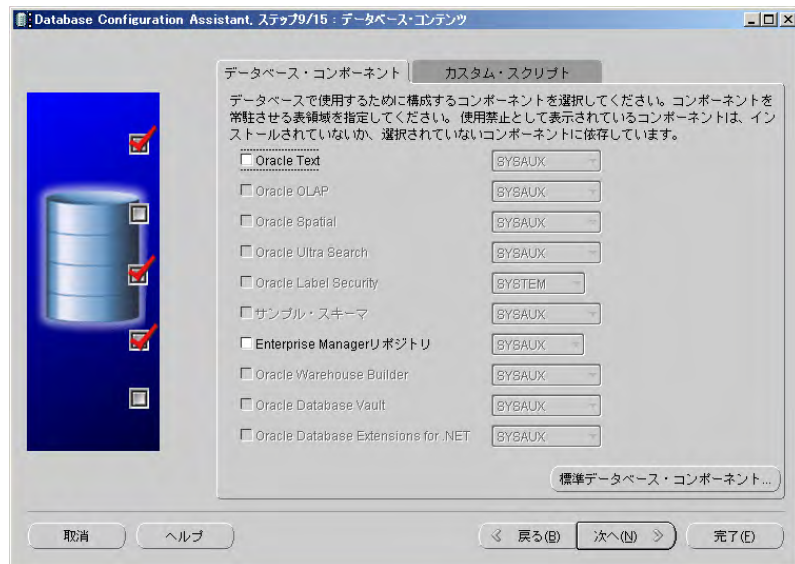 Database Configuration Assistant, ステップ9/15 : データベース・コンテンツ
データベース・コンポーネント
カスタム・スクリプト
データベースで使用するために構成するコンポーネントを選択してください。コンポーネントを
常駐させる表領域を指定してください。 使用禁止として表示されているコンポーネントは、イン
ストールされていないか、選択されていないコンポーネントに依存しています。
Oracle Text SYSAUX
Oracle OLAP SYSAUX
Oracle Spatial SYSAUX
Oracle Ultra Search SYSAUX
Oracle Label Security SYSTEM
サンプル・スキーマ SYSAUX
Enterprise Managerリポジトリ SYSAUX
Oracle Warehouse Builder SYSAUX
Oracle Database Vault SYSAUX
Oracle Database Extensions for .NET SYSAUX
標準データベース・コンポーネント...
取消 ヘルプ 戻る(B) 次へ(N) 完了(F)